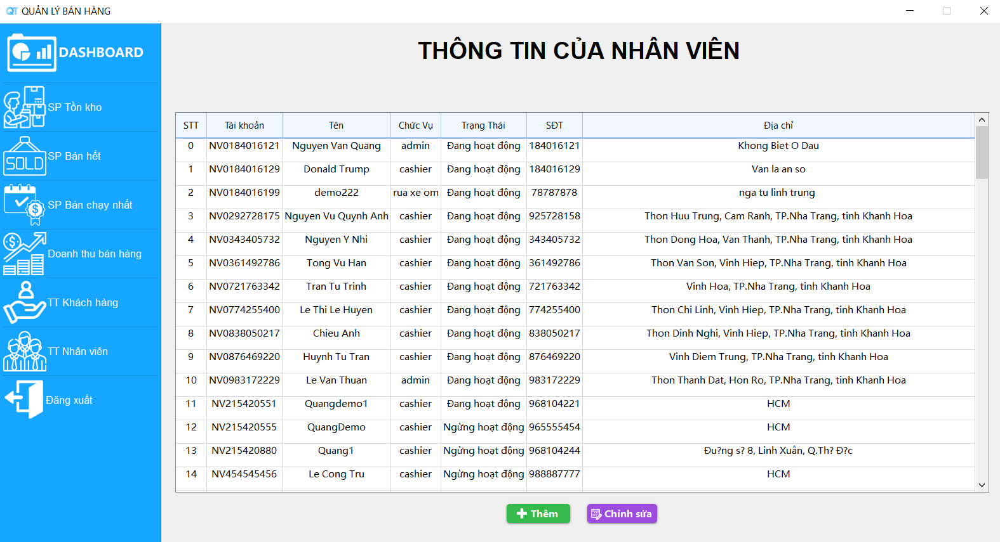 QT QUẢN LÝ BÁN HÀNG
DASHBOARD
SP Tồn kho
SOLD
SP Bán hết
SP Bán chạy nhất
Doanh thu bán hàng
TT Khách hàng
TT Nhân viên
Đăng xuất
THÔNG TIN CỦA NHÂN VIÊN
STT Tài khoản Tên Chức Vụ Trạng Thái SĐT Địa chỉ
0 NV0184016121 Nguyen Van Quang admin Đang hoạt động 184016121 Khong Biet O Dau
1 NV0184016129 Donald Trump cashier Đang hoạt động 184016129 Van la an so
2 NV0184016199 demo222 rua xe om Đang hoạt động 78787878 nga tu linh trung
3 NV0292728175 Nguyen Vu Quynh Anh cashier Đang hoạt động 925728158 Thon Huu Trung, Cam Ranh, TP.Nha Trang, tinh Khanh Hoa
4 NV0343405732 Nguyen Y Nhi cashier Đang hoạt động 343405732 Thon Dong Hoa, Van Thanh, TP.Nha Trang, tinh Khanh Hoa
5 NV0361492786 Tong Vu Han cashier Đang hoạt động 361492786 Thon Van Son, Vinh Hiep, TP.Nha Trang, tinh Khanh Hoa
6 NV0721763342 Tran Tu Trinh cashier Đang hoạt động 721763342 Vinh Hoa, TP.Nha Trang, tinh Khanh Hoa
7 NV0774255400 Le Thi Le Huyen cashier Đang hoạt động 774255400 Thon Chi Linh, Vinh Hiep, TP.Nha Trang, tinh Khanh Hoa
8 NV0838050217 Chieu Anh cashier Đang hoạt động 838050217 Thon Dinh Nghi, Vinh Hiep, TP.Nha Trang, tinh Khanh Hoa
9 NV0876469220 Huynh Tu Tran cashier Đang hoạt động 876469220 Vinh Diem Trung, TP.Nha Trang, tinh Khanh Hoa
10 NV0983172229 Le Van Thuan admin Đang hoạt động 983172229 Thon Thanh Dat, Hon Ro, TP.Nha Trang, tinh Khanh Hoa
11 NV215420551 Quangdemo1 cashier Đang hoạt động 968104221 HCM
12 NV215420555 QuangDemo cashier Ngừng hoạt động 965555454 HCM
13 NV215420880 Quang1 cashier Ngừng hoạt động 968104244 Đu?ng s? 8, Linh Xuân, Q.Th? Đ?c
14 NV454545456 Le Cong Tru cashier Ngừng hoạt động 988887777 HCM
Thêm
Chỉnh sửa